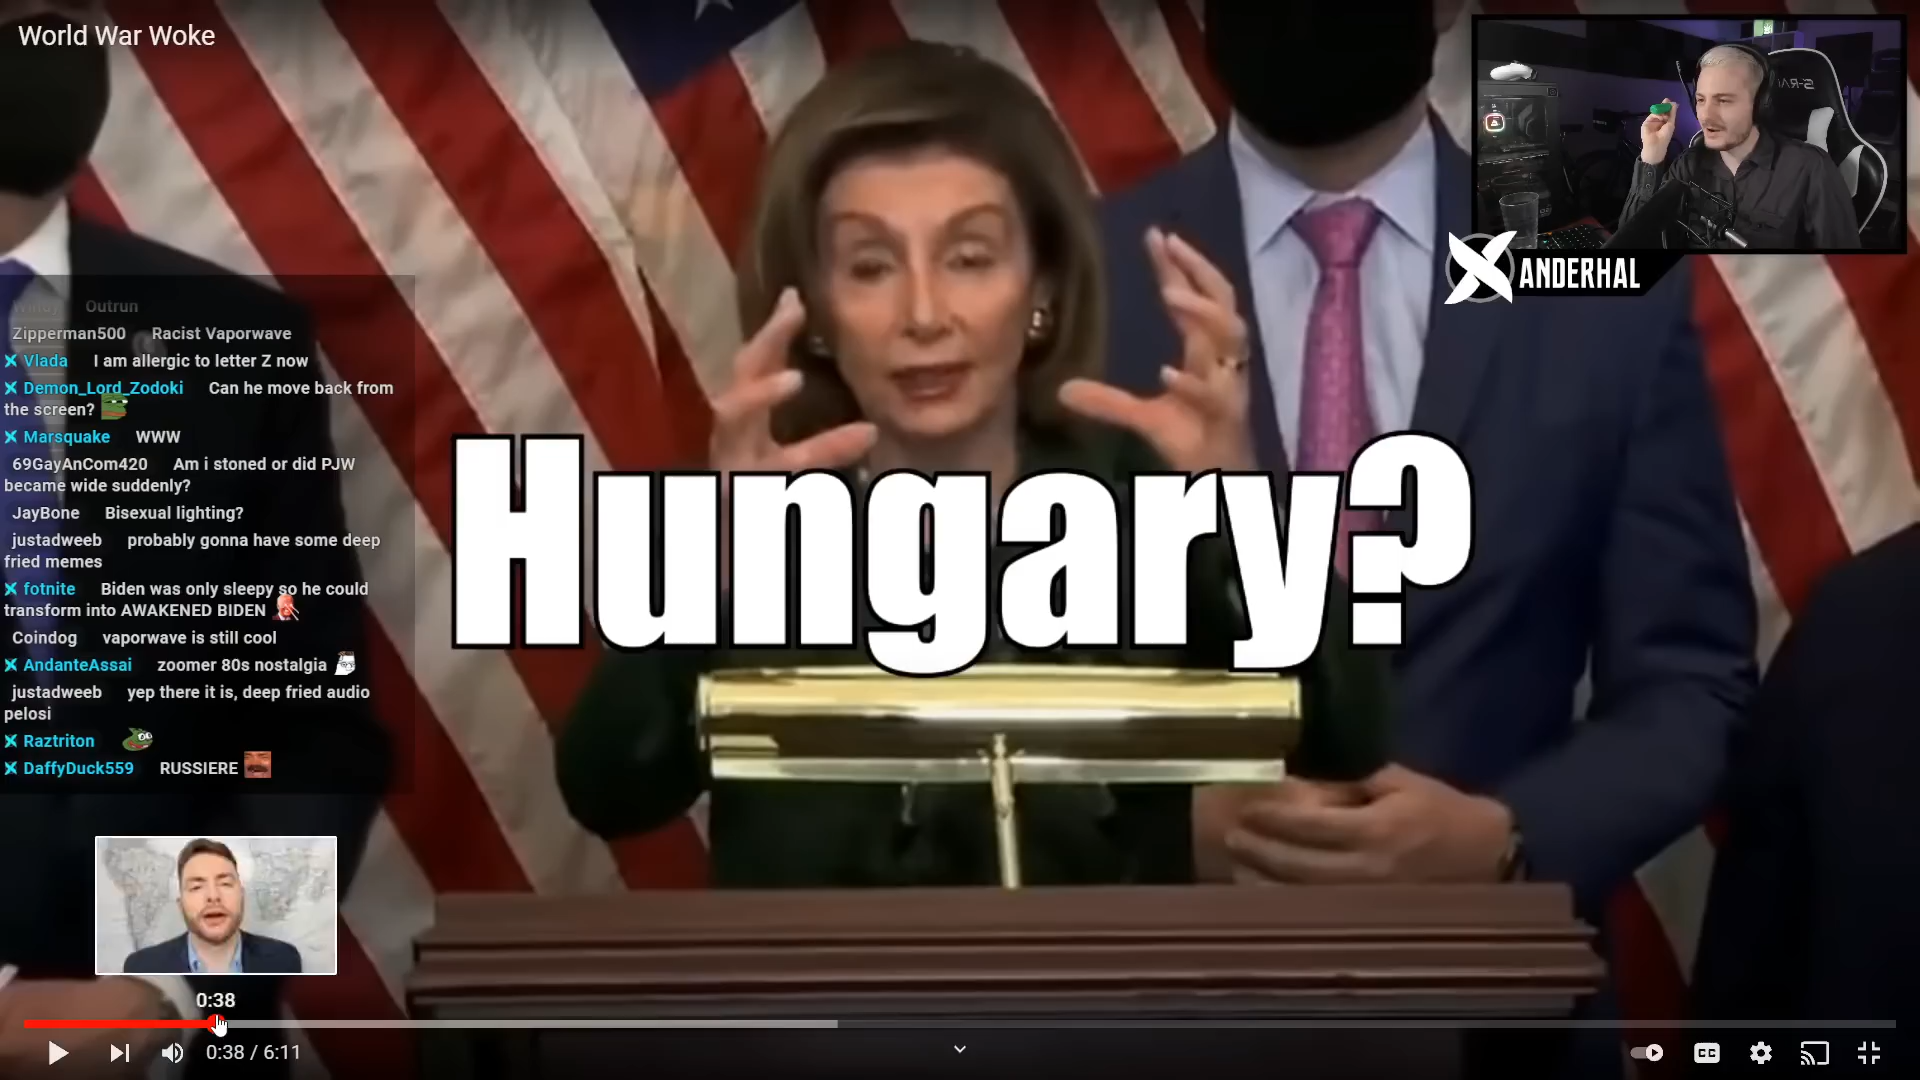 World War Woke
ANDERHAL
Windy Outrun
Zipperman500 Racist Vaporwave
Vlada I am allergic to letter Z now
Demon_Lord_Zodoki Can he move back from
the screen?
Marsquake WWW
69GayAnCom420 Am i stoned or did PJW
became wide suddenly?
JayBone Bisexual lighting?
justadweeb probably gonna have some deep
fried memes
fotnite Biden was only sleepy so he could
transform into AWAKENED BIDEN
Coindog vaporwave is still cool
AndanteAssai zoomer 80s nostalgia
justadweeb yep there it is, deep fried audio
pelosi
Raztriton
DaffyDuck559 RUSSIERE
Hungary?
0:38
0:38 / 6:11
CC